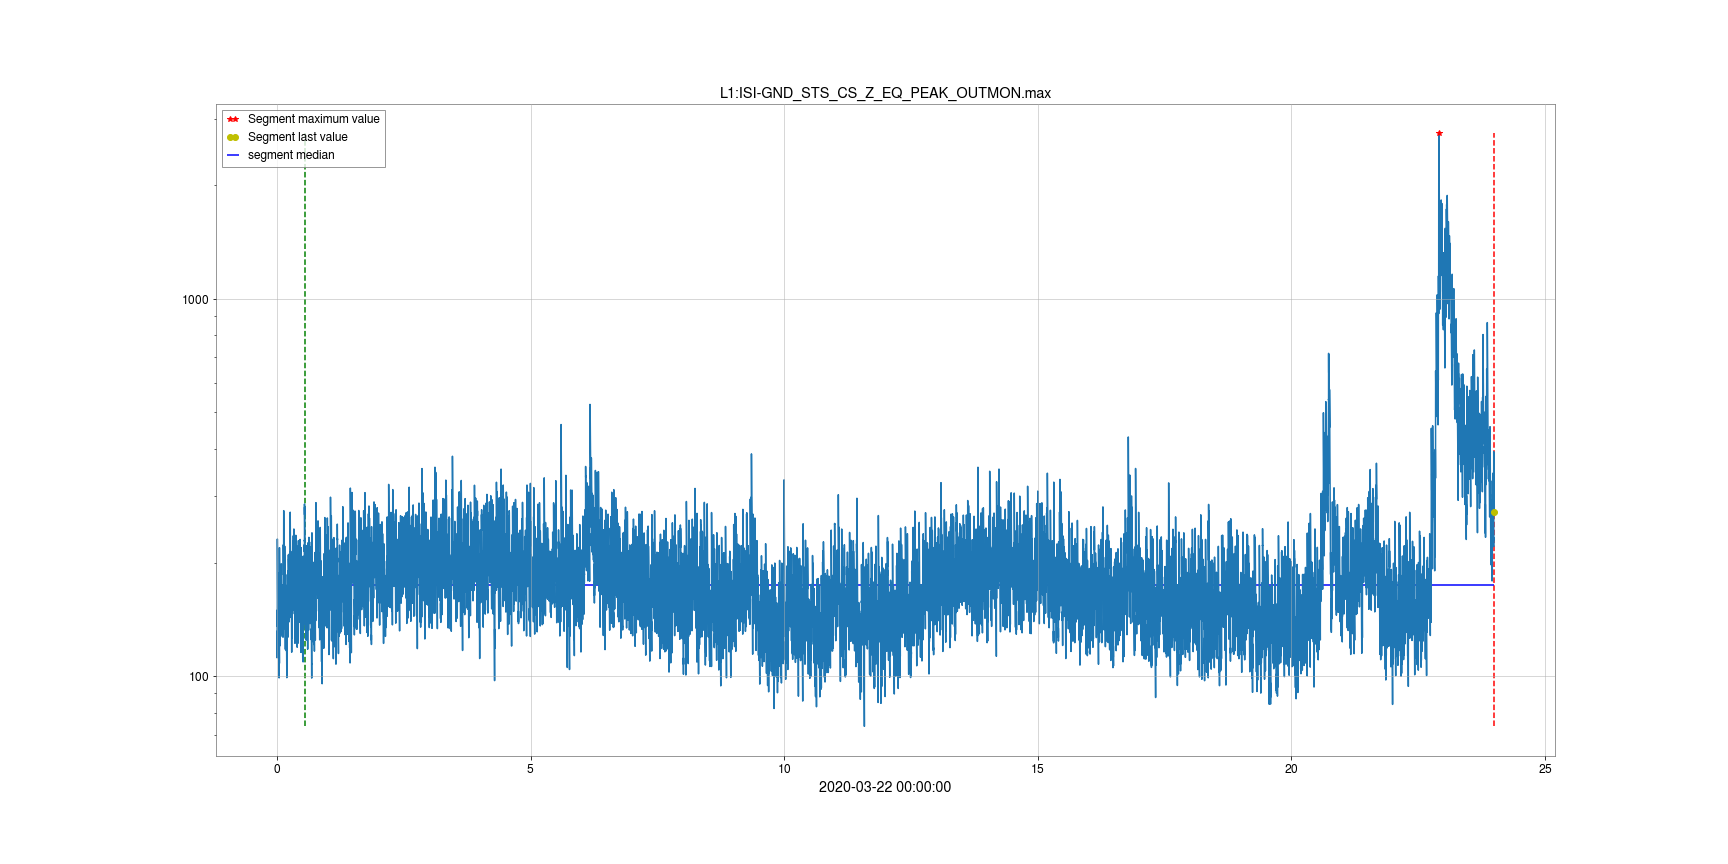 L1:ISI-GND_STS_CS_Z_EQ_PEAK_OUTMON.max
Segment maximum value
Segment last value
segment median
1000
100
0 5 10 15 20 25
2020-03-22 00:00:00